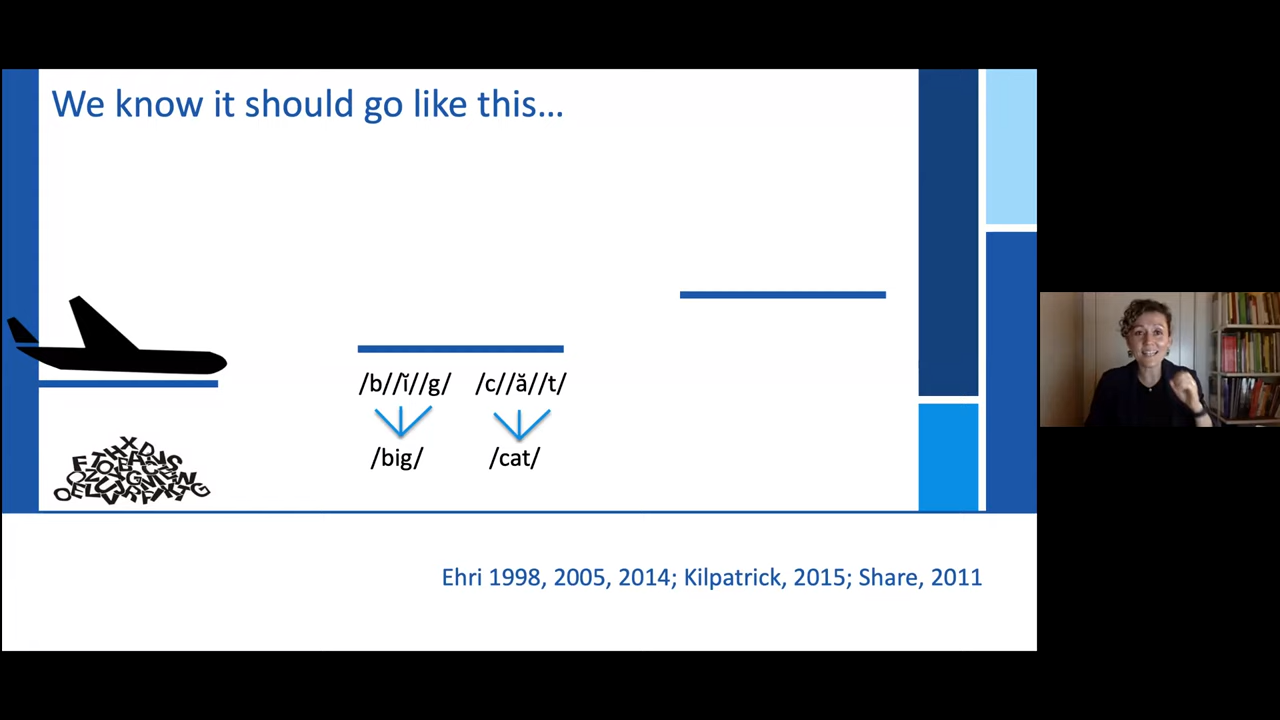 We know it should go like this...
/b//ĭ//g/ /c//ă//t/
/big/ /cat/
Ehri 1998, 2005, 2014; Kilpatrick, 2015; Share, 2011